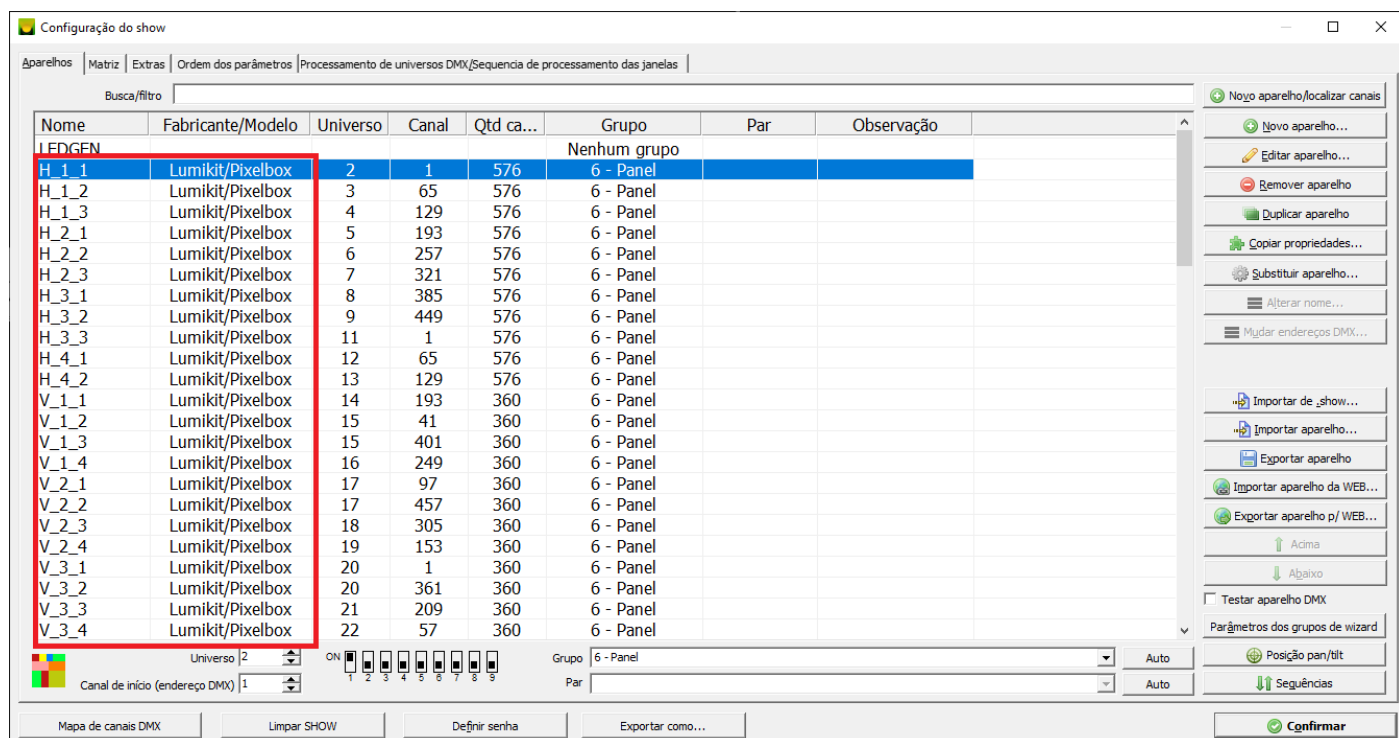 Configuração do show
Aparelhos Matriz Extras Ordem dos parâmetros Processamento de universos DMX/Sequencia de processamento das janelas
Busca/filtro
Nome Fabricante/Modelo Universo Canal Qtd ca... Grupo Par Observação
LEDGEN Nenhum grupo
H_1_1 Lumikit/Pixelbox 2 1 576 6 - Panel
H_1_2 Lumikit/Pixelbox 3 65 576 6 - Panel
H_1_3 Lumikit/Pixelbox 4 129 576 6 - Panel
H_2_1 Lumikit/Pixelbox 5 193 576 6 - Panel
H_2_2 Lumikit/Pixelbox 6 257 576 6 - Panel
H_2_3 Lumikit/Pixelbox 7 321 576 6 - Panel
H_3_1 Lumikit/Pixelbox 8 385 576 6 - Panel
H_3_2 Lumikit/Pixelbox 9 449 576 6 - Panel
H_3_3 Lumikit/Pixelbox 11 1 576 6 - Panel
H_4_1 Lumikit/Pixelbox 12 65 576 6 - Panel
H_4_2 Lumikit/Pixelbox 13 129 576 6 - Panel
V_1_1 Lumikit/Pixelbox 14 193 360 6 - Panel
V_1_2 Lumikit/Pixelbox 15 41 360 6 - Panel
V_1_3 Lumikit/Pixelbox 15 401 360 6 - Panel
V_1_4 Lumikit/Pixelbox 16 249 360 6 - Panel
V_2_1 Lumikit/Pixelbox 17 97 360 6 - Panel
V_2_2 Lumikit/Pixelbox 17 457 360 6 - Panel
V_2_3 Lumikit/Pixelbox 18 305 360 6 - Panel
V_2_4 Lumikit/Pixelbox 19 153 360 6 - Panel
V_3_1 Lumikit/Pixelbox 20 1 360 6 - Panel
V_3_2 Lumikit/Pixelbox 20 361 360 6 - Panel
V_3_3 Lumikit/Pixelbox 21 209 360 6 - Panel
V_3_4 Lumikit/Pixelbox 22 57 360 6 - Panel
Universo 2 ON Grupo 6 - Panel Auto
1 2 3 4 5 6 7 8 9
Canal de início (endereço DMX) 1 Par Auto
Novo aparelho/localizar canais
Novo aparelho...
Editar aparelho...
Remover aparelho
Duplicar aparelho
Copiar propriedades...
Substituir aparelho...
Alterar nome...
Mudar endereços DMX...
Importar de .show...
Importar aparelho...
Exportar aparelho
Importar aparelho da WEB...
Exportar aparelho p/ WEB...
Acima
Abaixo
Testar aparelho DMX
Parâmetros dos grupos de wizard
Posição pan/tilt
Sequências
Mapa de canais DMX Limpar SHOW Definir senha Exportar como... Confirmar